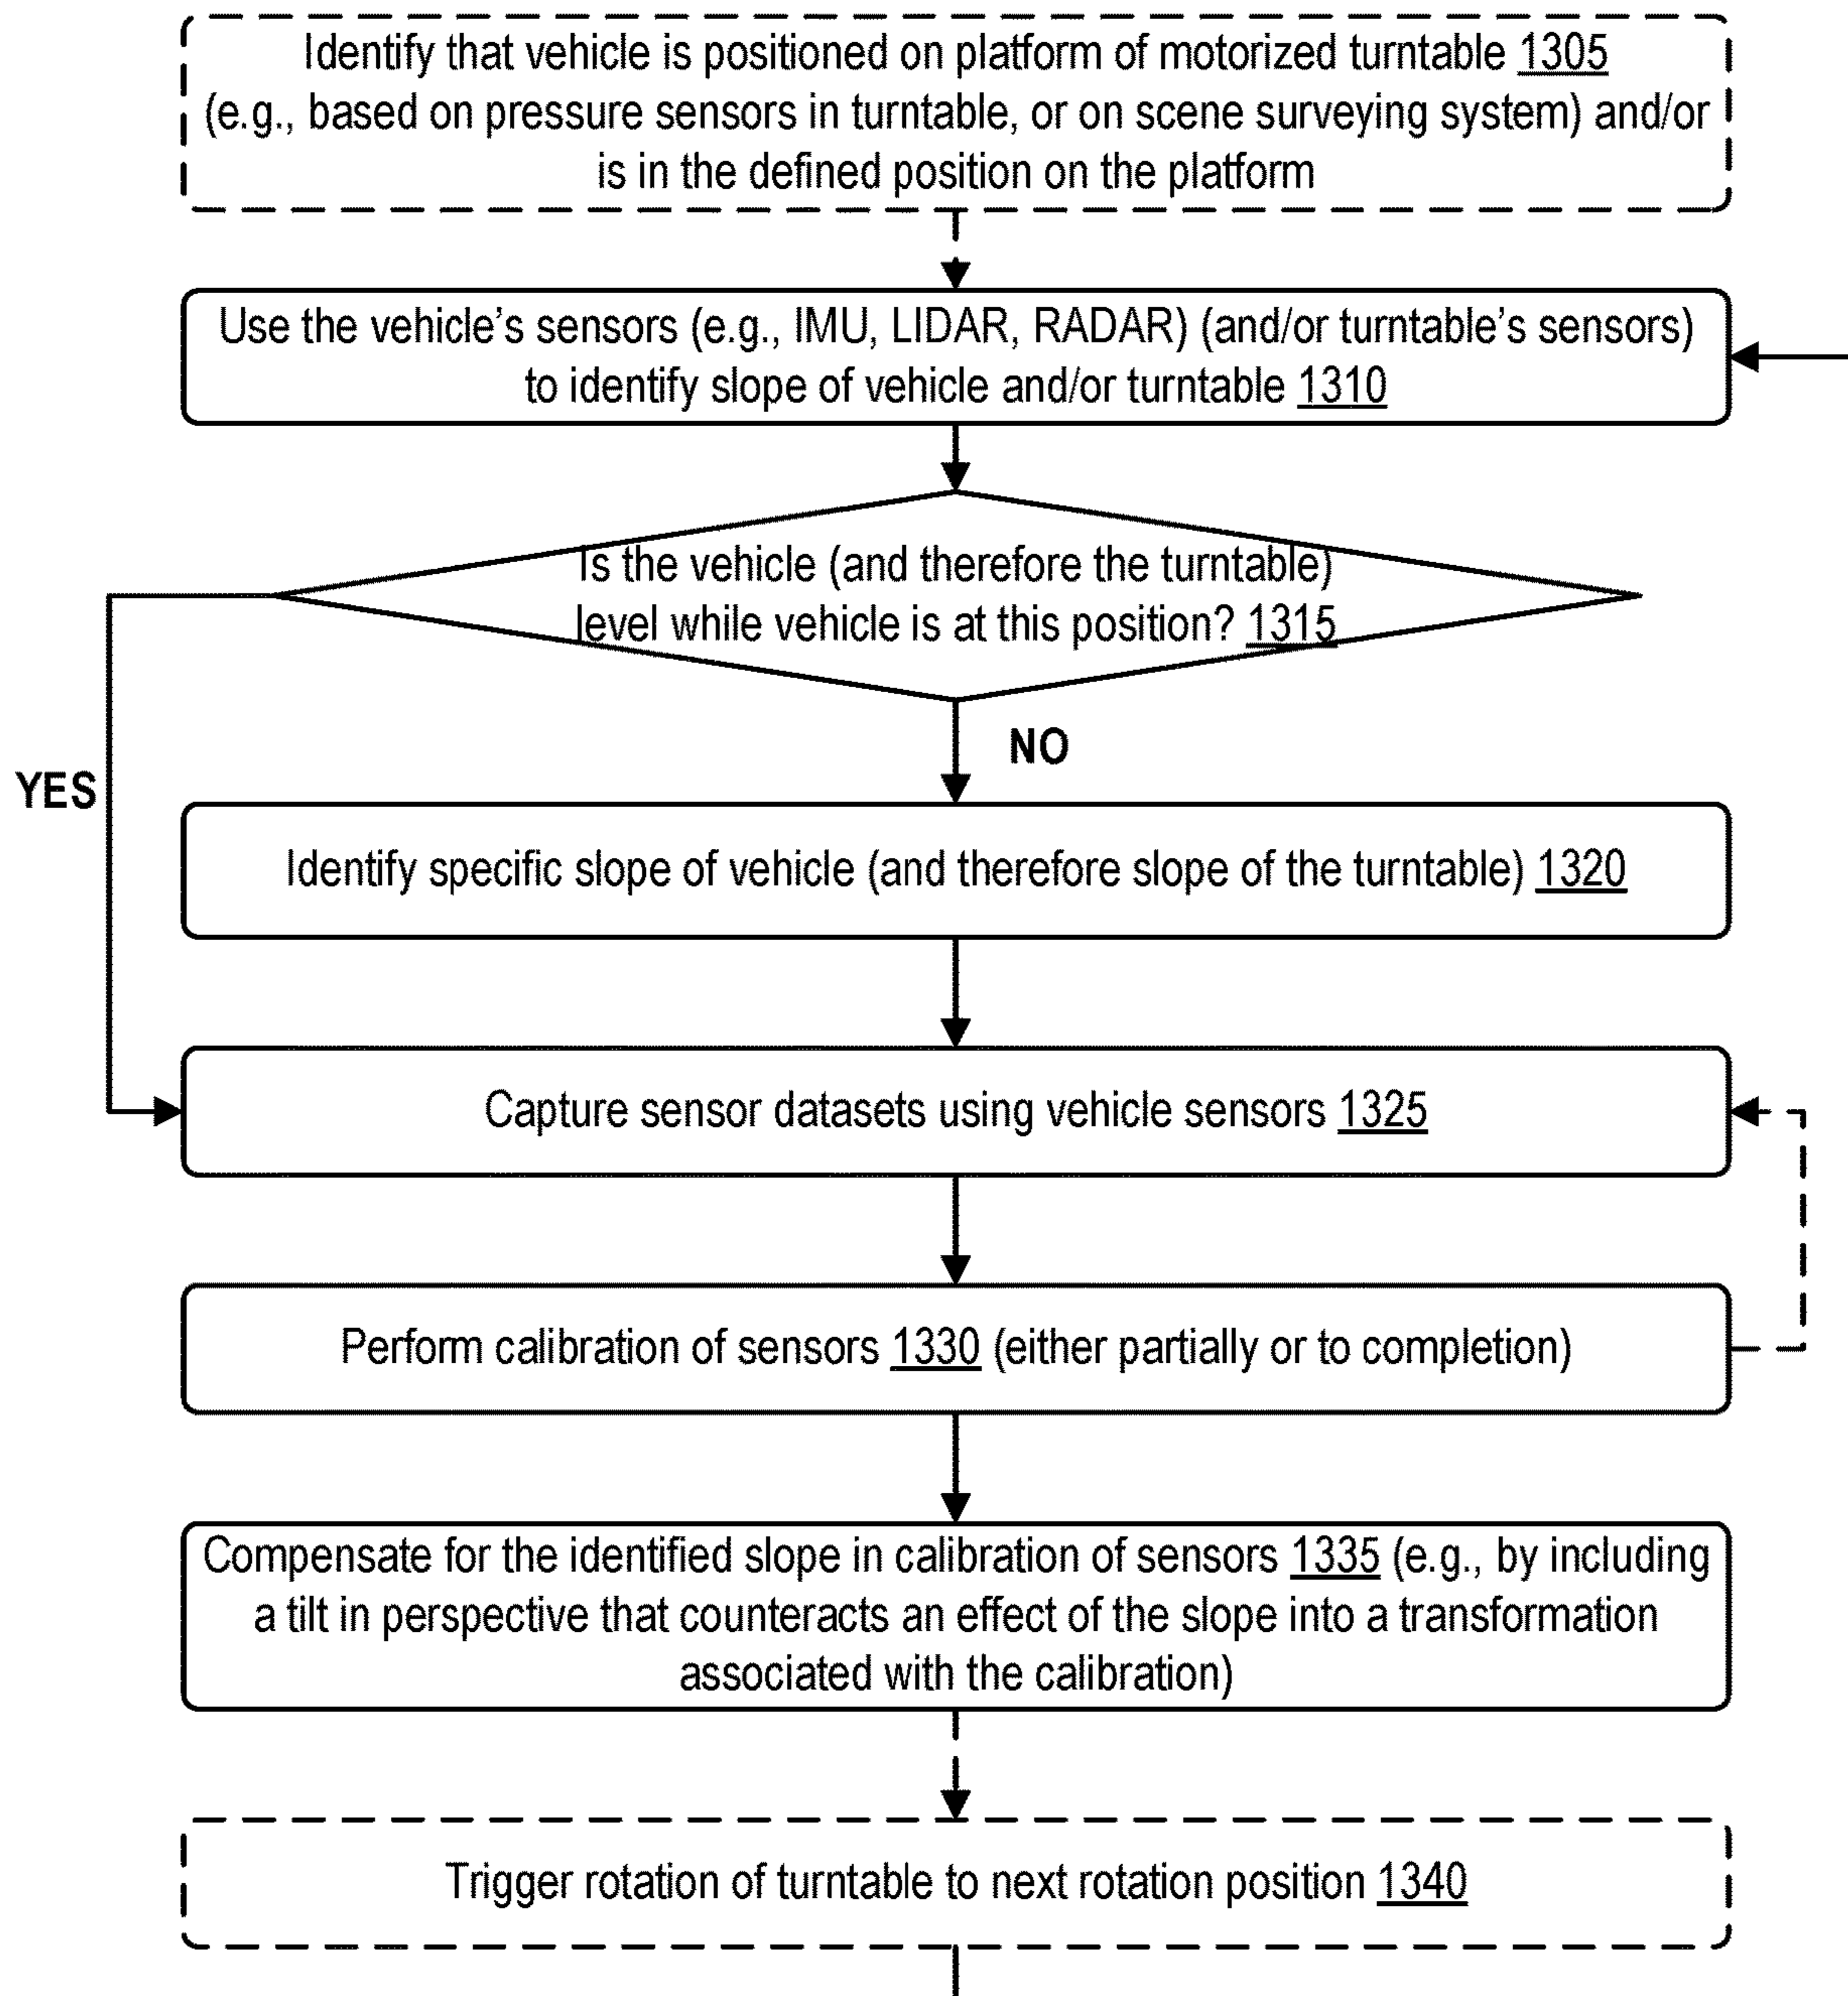 Identify that vehicle is positioned on platform of motorized turntable 1305
(e.g., based on pressure sensors in turntable, or on scene surveying system) and/or
is in the defined position on the platform
Use the vehicle's sensors (e.g., IMU, LIDAR, RADAR) (and/or turntable's sensors)
to identify slope of vehicle and/or turntable 1310
Is the vehicle (and therefore the turntable)
level while vehicle is at this position? 1315
NO
YES
Identify specific slope of vehicle (and therefore slope of the turntable) 1320
Capture sensor datasets using vehicle sensors 1325
Perform calibration of sensors 1330 (either partially or to completion)
Compensate for the identified slope in calibration of sensors 1335 (e.g., by including
a tilt in perspective that counteracts an effect of the slope into a transformation
associated with the calibration)
Trigger rotation of turntable to next rotation position 1340